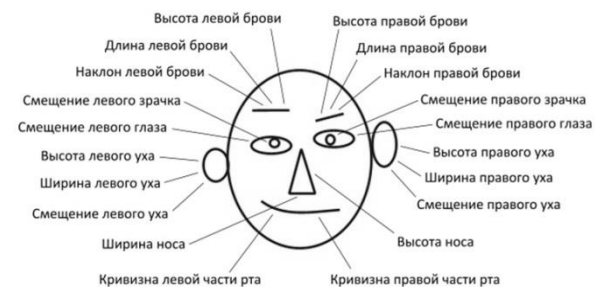 Высота левой брови
Длина левой брови
Наклон левой брови
Смещение левого зрачка
Смещение левого глаза
Высота левого уха
Ширина левого уха
Смещение левого уха
Ширина носа
Кривизна левой части рта
Высота правой брови
Длина правой брови
Наклон правой брови
Смещение правого зрачка
Смещение правого глаза
Высота правого уха
Ширина правого уха
Смещение правого уха
Высота носа
Кривизна правой части рта